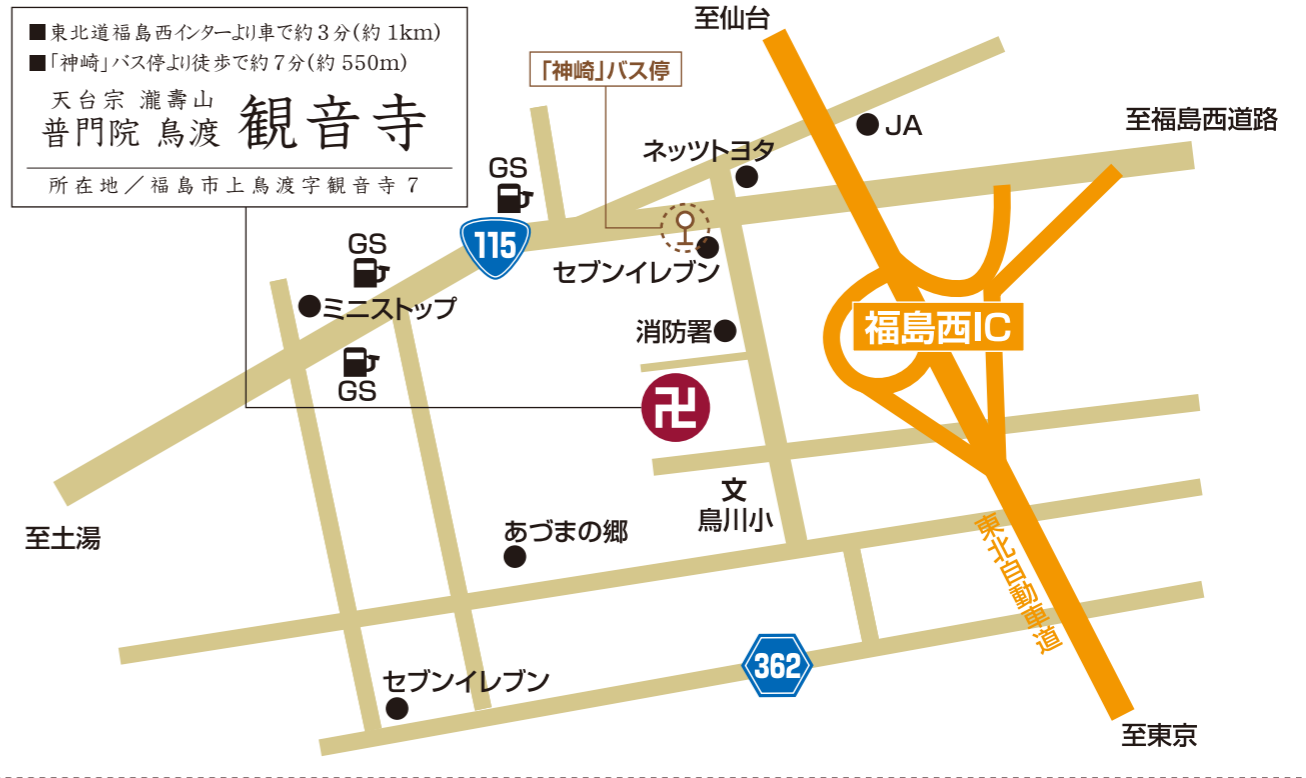 ■東北道福島西インターより車で約3分(約1km)
■「神崎」バス停より徒歩で約7分(約550m)
天台宗 瀧壽山
普門院 鳥渡 観音寺
所在地／福島市上鳥渡字観音寺 7
至仙台
「神崎」バス停
JA
至福島西道路
ネッツトヨタ
GS
115
GS
セブンイレブン
ミニストップ
消防署
福島西IC
GS
卍
文
鳥川小
至土湯
あづまの郷
東北自動車道
362
セブンイレブン
至東京